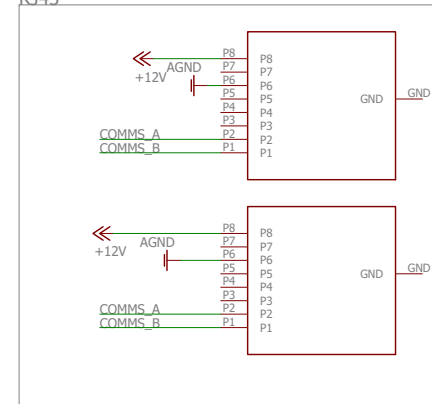 RJ45
P8 P8
P7 P7
+12V AGND
P6 P6
P5 P5
GND GND
P4 P4
P3 P3
COMMS_A P2 P2
COMMS_B P1 P1
P8 P8
P7 P7
+12V AGND
P6 P6
P5 P5
GND GND
P4 P4
P3 P3
COMMS_A P2 P2
COMMS_B P1 P1